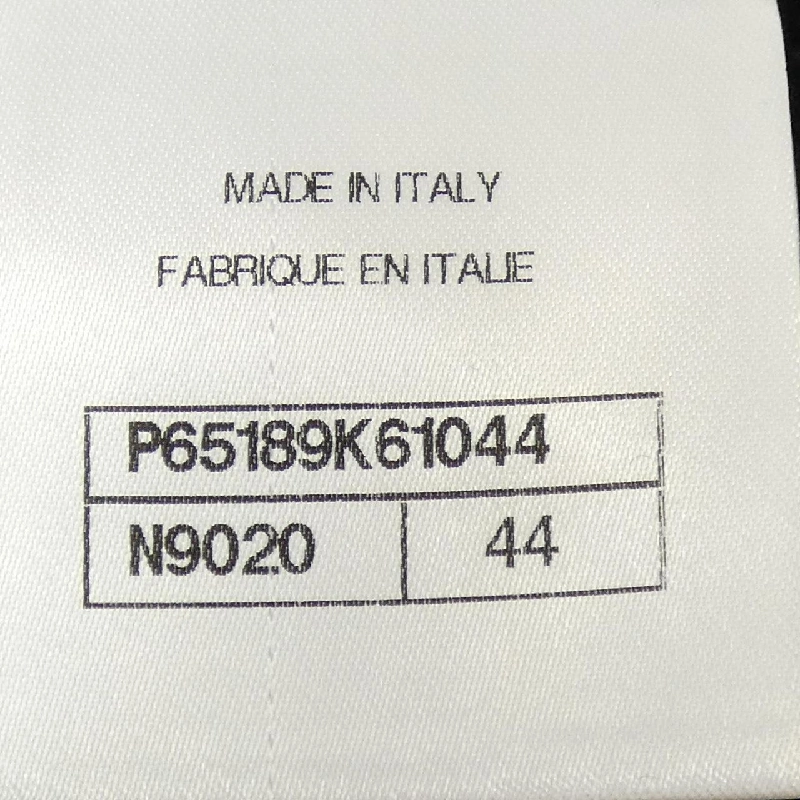 MADE IN ITALY
FABRIQUE EN ITALIE
P65189K61044
N9020 44